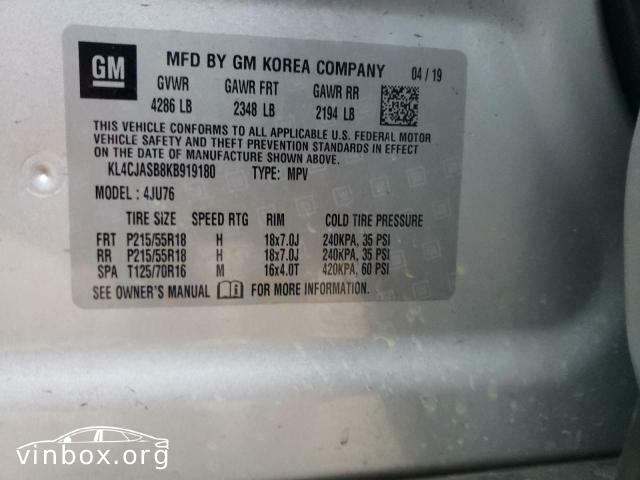 GM MFD BY GM KOREA COMPANY 04 / 19
GVWR GAWR FRT GAWR RR
4286 LB 2348 LB 2194 LB
THIS VEHICLE CONFORMS TO ALL APPLICABLE U.S. FEDERAL MOTOR
VEHICLE SAFETY AND THEFT PREVENTION STANDARDS IN EFFECT
ON THE DATE OF MANUFACTURE SHOWN ABOVE.
KL4CJASB8KB919180 TYPE: MPV
MODEL : 4JU76
TIRE SIZE SPEED RTG RIM COLD TIRE PRESSURE
FRT P215/55R18 H 18x7.0J 240KPA, 35 PSI
RR P215/55R18 H 18x7.0J 240KPA, 35 PSI
SPA T125/70R16 M 16x4.0T 420KPA, 60 PSI
SEE OWNER'S MANUAL FOR MORE INFORMATION.
vinbox.org